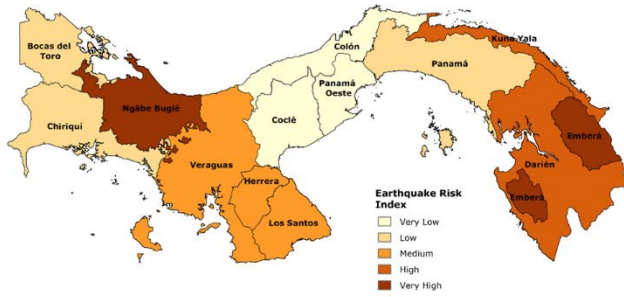 Bocas del
Toro
Ngäbe Buglé
Chiriquí
Veraguas
Herrera
Los Santos
Coclé
Colón
Panamá
Oeste
Panamá
Kuna Yala
Emberá
Darién
Emberá
Earthquake Risk
Index
Very Low
Low
Medium
High
Very High